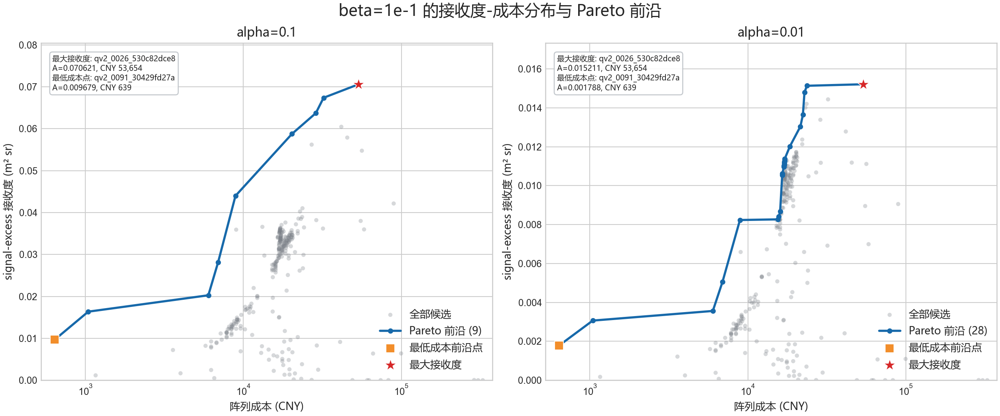 beta=1e-1 的接收度-成本分布与 Pareto 前沿
alpha=0.1
0.08
0.07
0.06
0.05
0.04
0.03
0.02
0.01
0.00
signal-excess 接收度 (m² sr)
最大接收度: qv2_0026_530c82dce8
A=0.070621, CNY 53,654
最低成本点: qv2_0091_30429fd27a
A=0.009679, CNY 639
全部候选
Pareto 前沿 (9)
最低成本前沿点
最大接收度
10³
10⁴
10⁵
阵列成本 (CNY)
alpha=0.01
0.016
0.014
0.012
0.010
0.008
0.006
0.004
0.002
0.000
signal-excess 接收度 (m² sr)
最大接收度: qv2_0026_530c82dce8
A=0.015211, CNY 53,654
最低成本点: qv2_0091_30429fd27a
A=0.001788, CNY 639
全部候选
Pareto 前沿 (28)
最低成本前沿点
最大接收度
10³
10⁴
10⁵
阵列成本 (CNY)